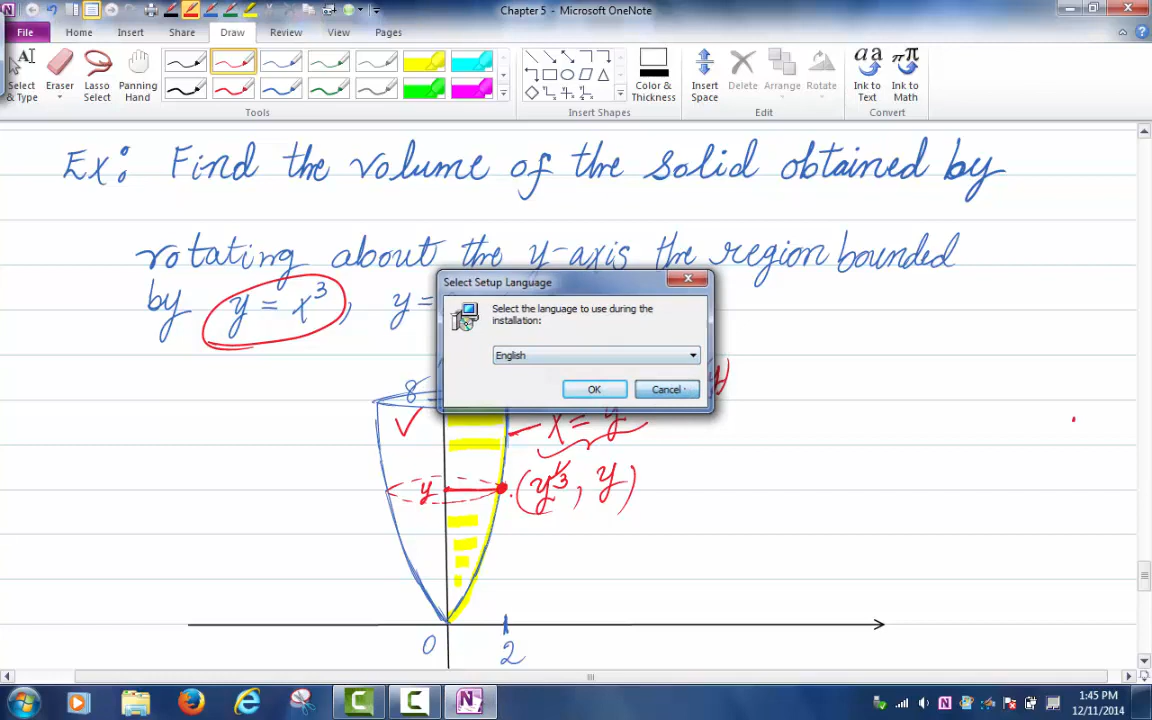 Chapter 5 - Microsoft OneNote
File Home Insert Share Draw Review View Pages
Select & Type
Eraser
Lasso Select
Panning Hand
Color & Thickness
Insert Space
Delete
Arrange
Rotate
Ink to Text
Ink to Math
Tools
Insert Shapes
Edit
Convert
Ex: Find the volume of the solid obtained by
rotating about the y-axis the region bounded
by y = x³, y =
Select Setup Language
Select the language to use during the
installation:
English
OK Cancel
8
x = y
y (y^1/3, y)
0 2
1:45 PM
12/11/2014